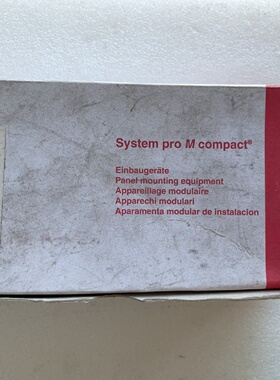 System pro M compact®
Einbaugeräte
Panel mounting equipment
Appareillage modulaire
Apparechi modulari
Aparamenta modular de instalacion